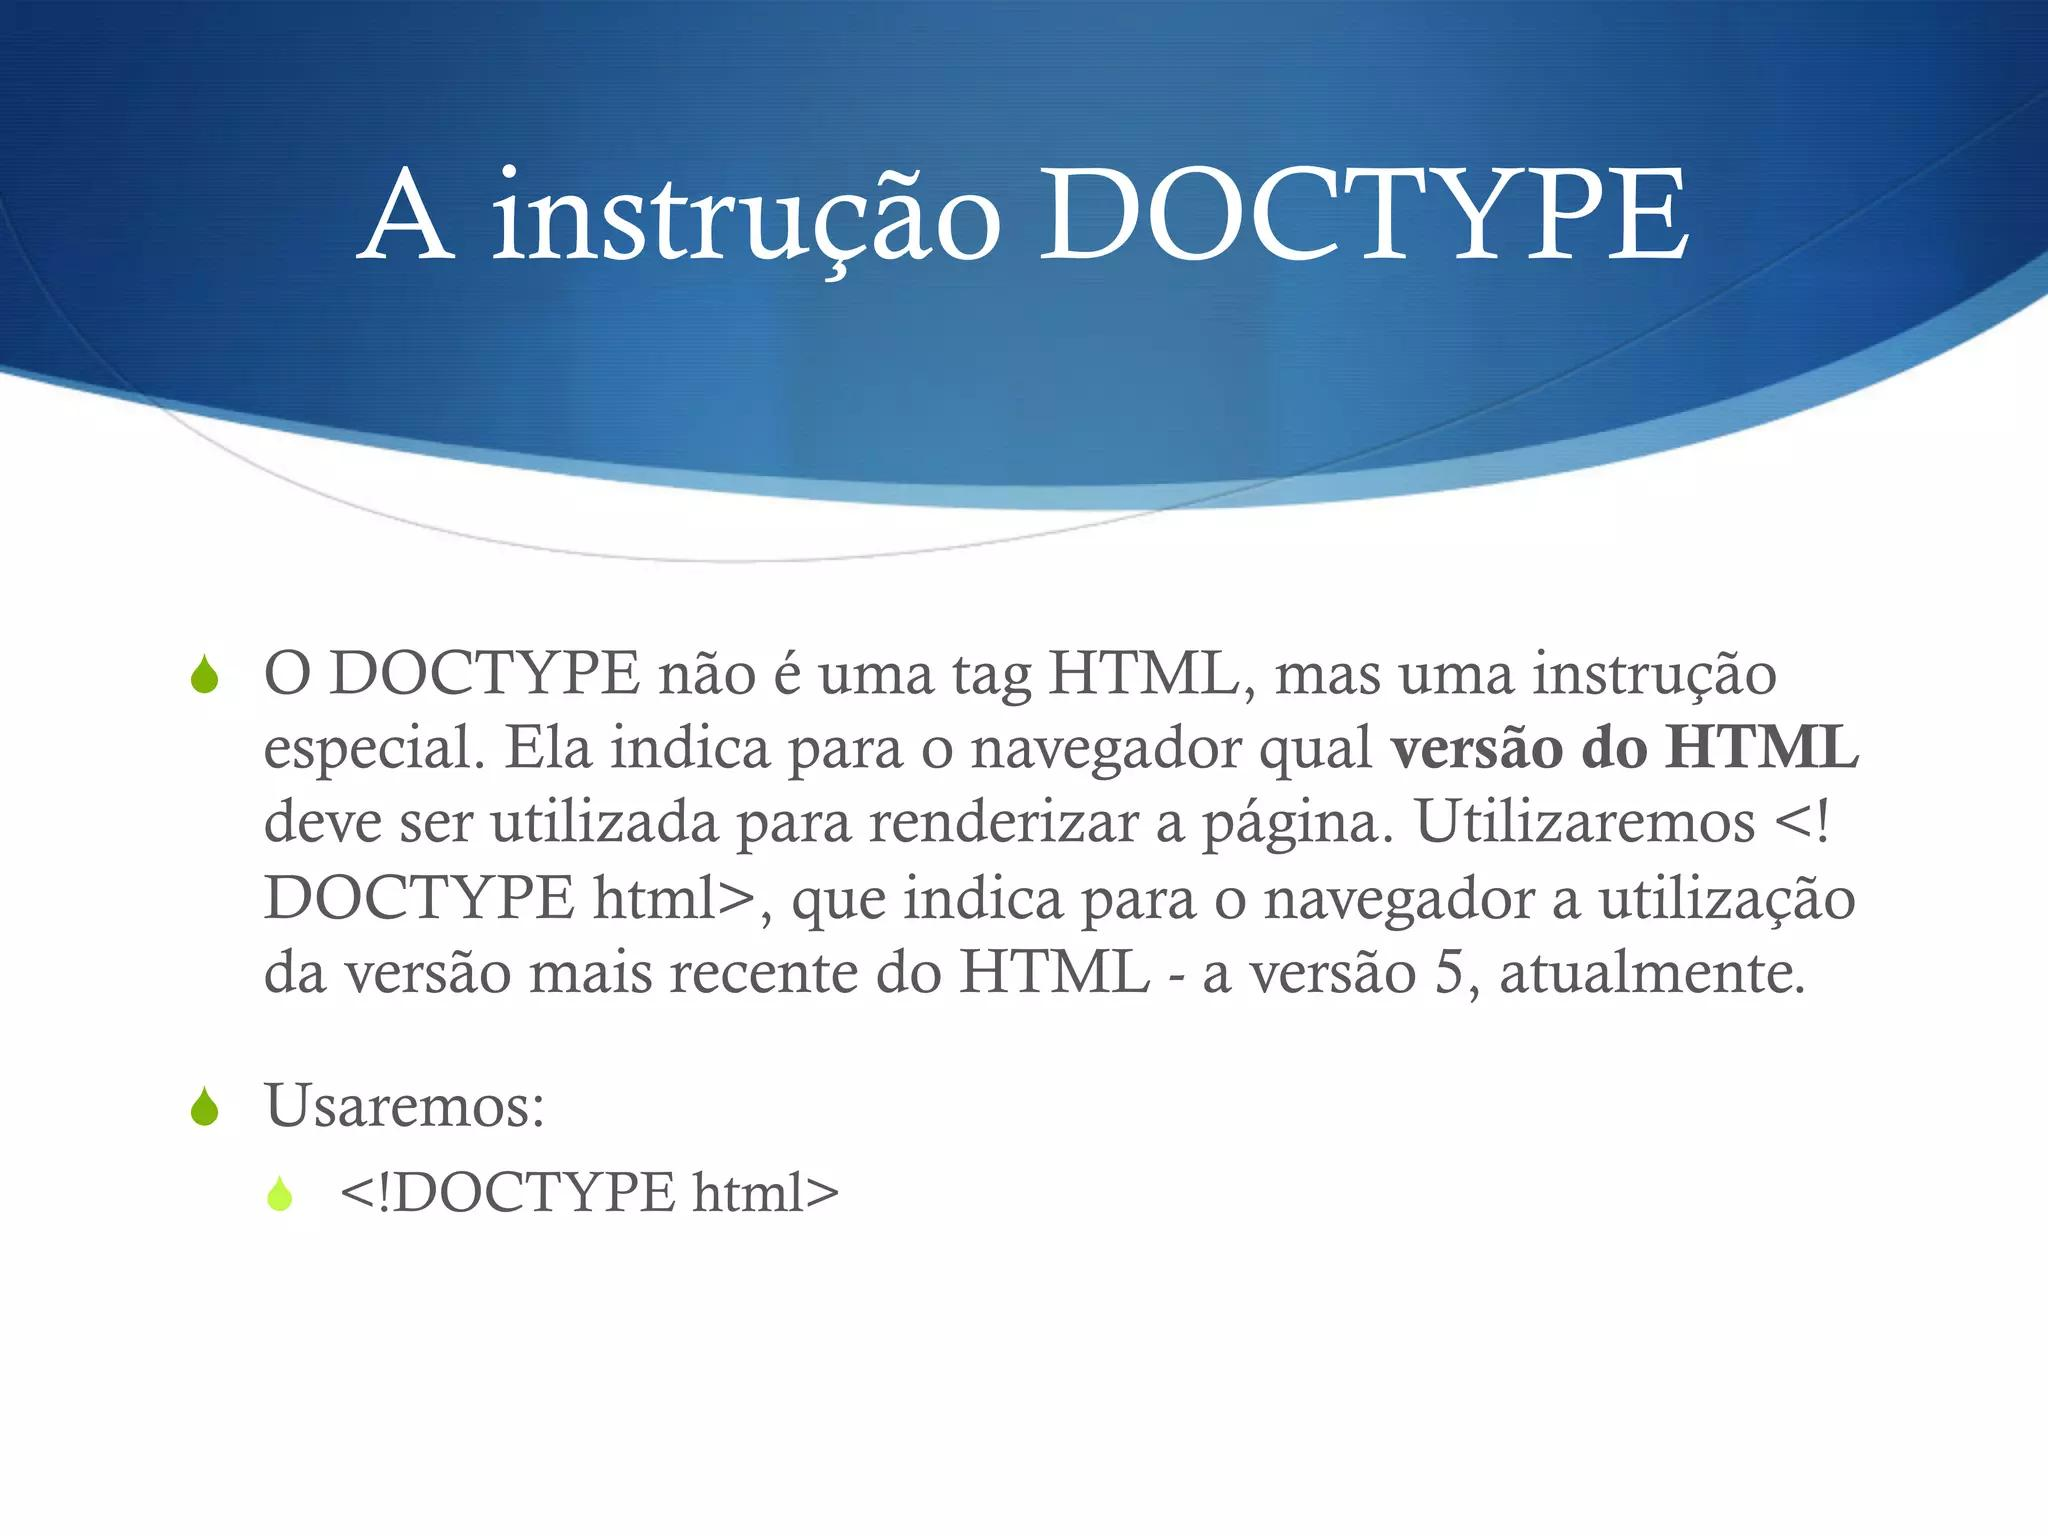 A instrução DOCTYPE
O DOCTYPE não é uma tag HTML, mas uma instrução
especial. Ela indica para o navegador qual versão do HTML
deve ser utilizada para renderizar a página. Utilizaremos <!
DOCTYPE html>, que indica para o navegador a utilização
da versão mais recente do HTML - a versão 5, atualmente.
Usaremos:
<!DOCTYPE html>